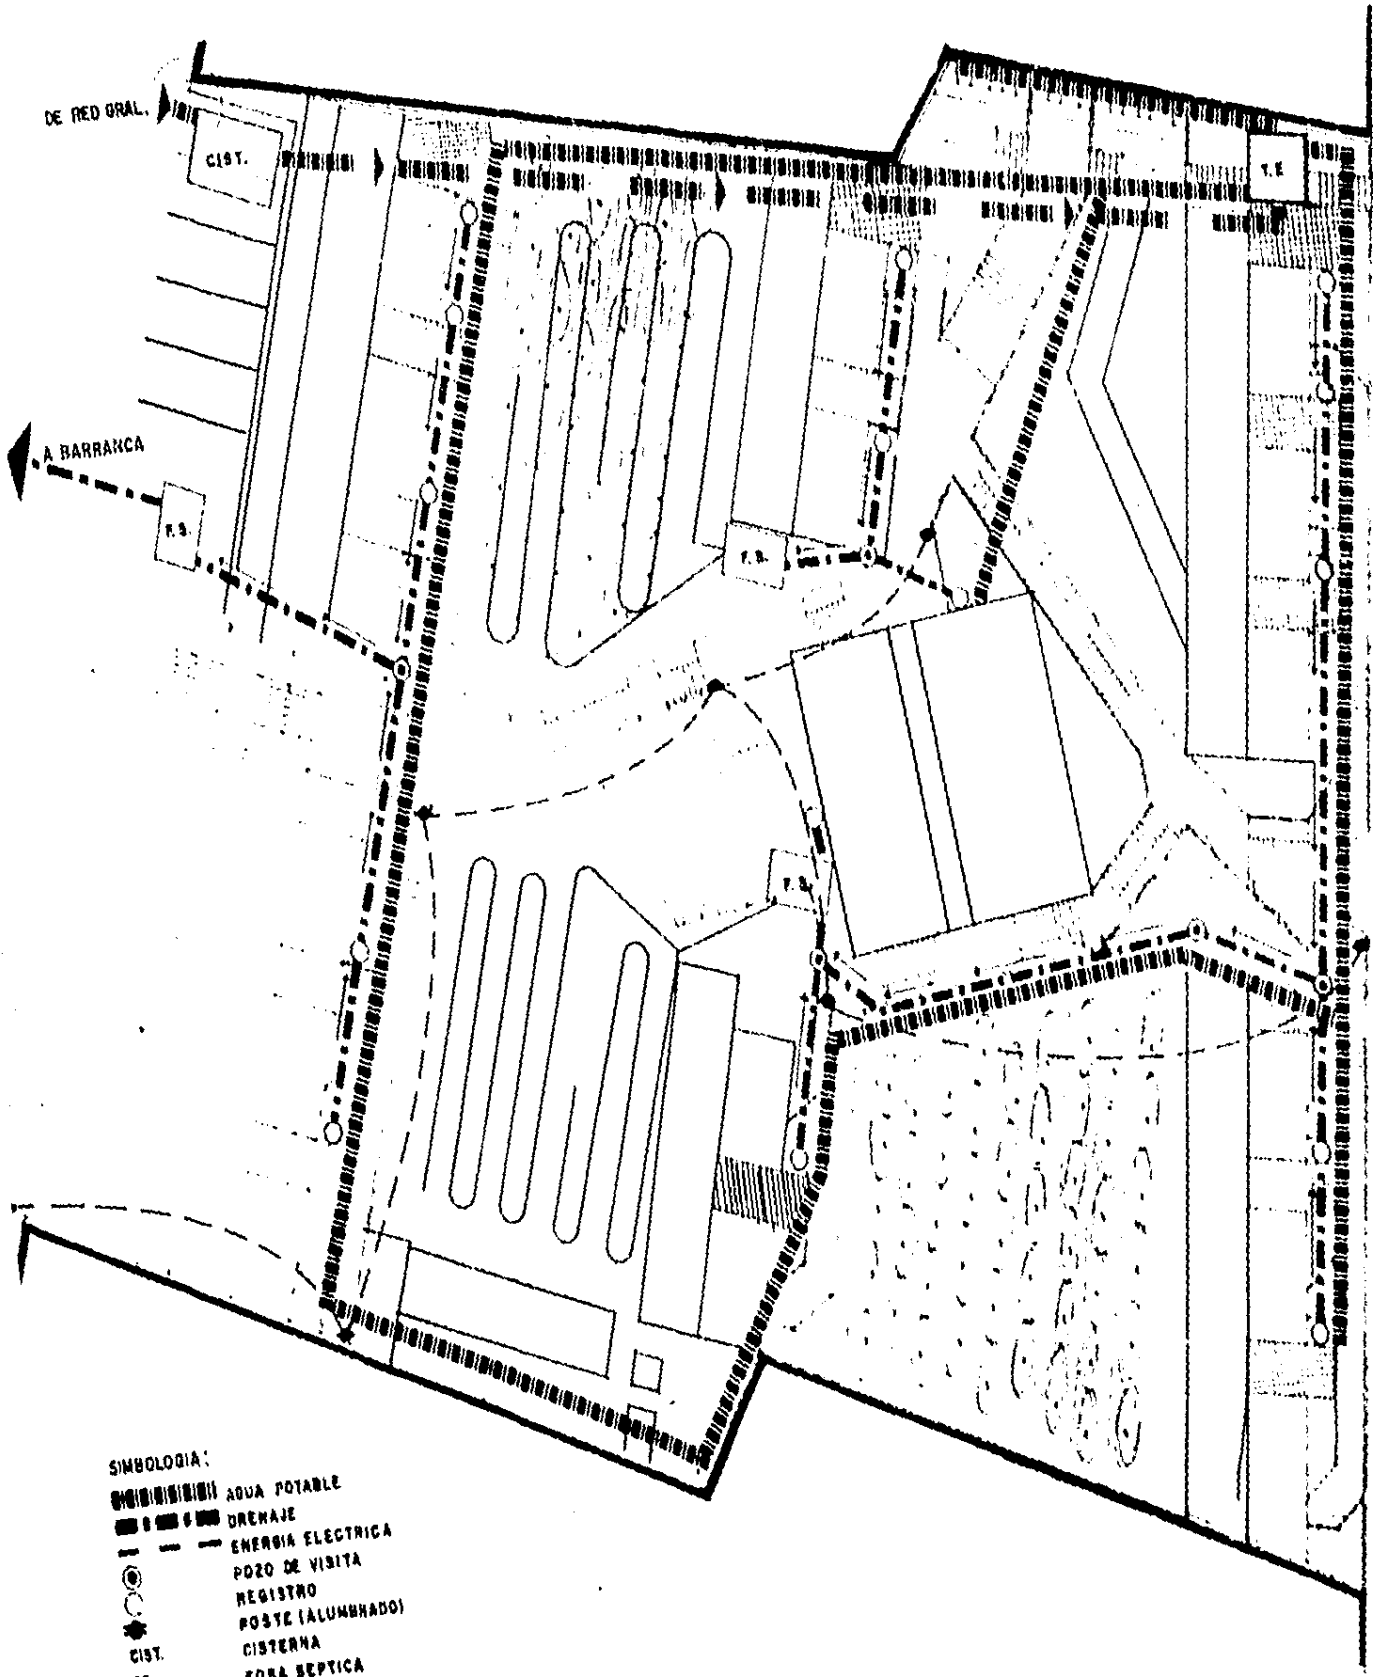 DE RED GRAL.
CIST.
T. E
A BARRANCA
F. S.
F. S.
F. S.
SIMBOLOGIA:
AGUA POTABLE
DRENAJE
ENERGIA ELECTRICA
POZO DE VISITA
REGISTRO
POSTE (ALUMBRADO)
CIST. CISTERNA
FOSA SEPTICA